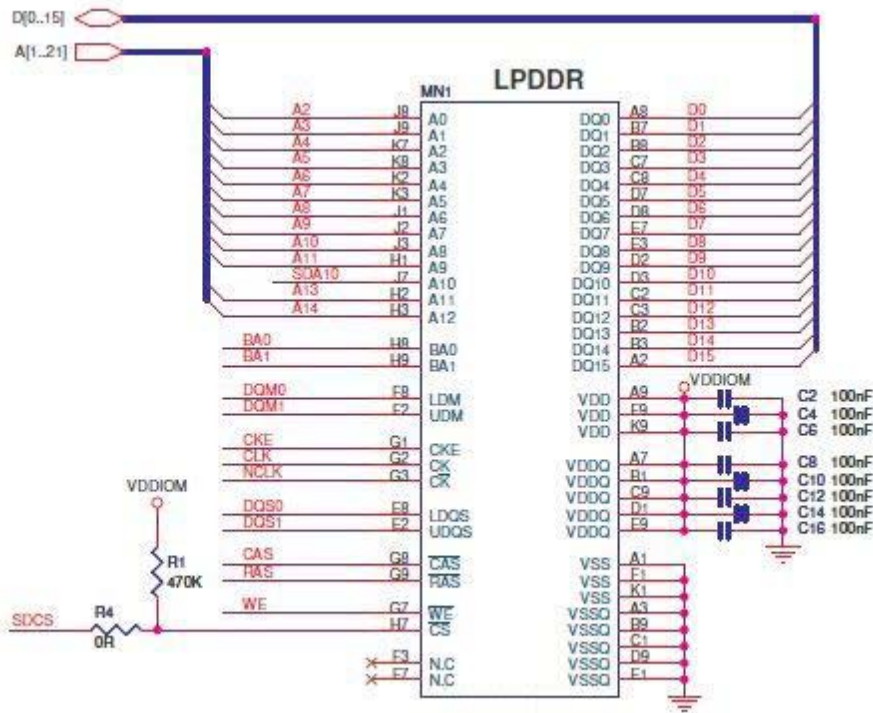 D[0..15]
A[1..21]
LPDDR
MN1
A2 J8 A0 DQ0 A8 D0
A3 J9 A1 DQ1 B7 D1
A4 K7 A2 DQ2 B8 D2
A5 K8 A3 DQ3 C7 D3
A6 K2 A4 DQ4 C8 D4
A7 K3 A5 DQ5 D7 D5
A8 J1 A6 DQ6 D8 D6
A9 J2 A7 DQ7 E7 D7
A10 J3 A8 DQ8 E3 D8
A11 H1 A9 DQ9 D2 D9
SDA10 J7 A10 DQ10 D3 D10
A13 H2 A11 DQ11 C2 D11
A14 H3 A12 DQ12 C3 D12
DQ13 B2 D13
BA0 H8 BA0 DQ14 B3 D14
BA1 H9 BA1 DQ15 A2 D15
VDDIOM
DQM0 F8 LDM VDD A9 C2 100nF
DQM1 F2 UDM VDD F9 C4 100nF
VDD K9 C6 100nF
CKE G1 CKE
CLK G2 CK VDDQ A7 C8 100nF
NCLK G3 CK VDDQ B1 C10 100nF
VDDQ C9 C12 100nF
DQS0 E8 LDQS VDDQ D1 C14 100nF
DQS1 E2 UDQS VDDQ E9 C16 100nF
VDDIOM
R1
470K
CAS G8 CAS VSS A1
RAS G9 RAS VSS F1
VSS K1
WE G7 WE VSSQ A3
SDCS R4 0R H7 CS VSSQ B9
VSSQ C1
F3 N.C VSSQ D9
F7 N.C VSSQ E1